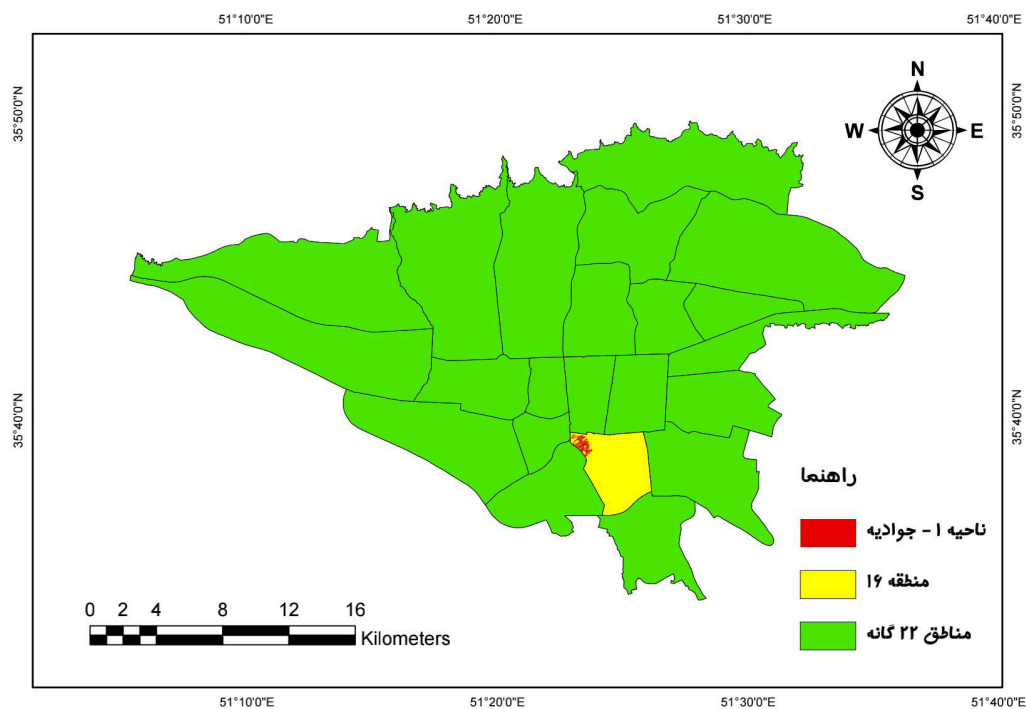 51°10'0"E 51°20'0"E 51°30'0"E 51°40'0"E
35°50'0"N 35°50'0"N
N
W E
S
35°40'0"N 35°40'0"N
راهنما
ناحیه ۱ - جوادیه
منطقه ۱۶
مناطق ۲۲ گانه
0 2 4 8 12 16
Kilometers
51°10'0"E 51°20'0"E 51°30'0"E 51°40'0"E